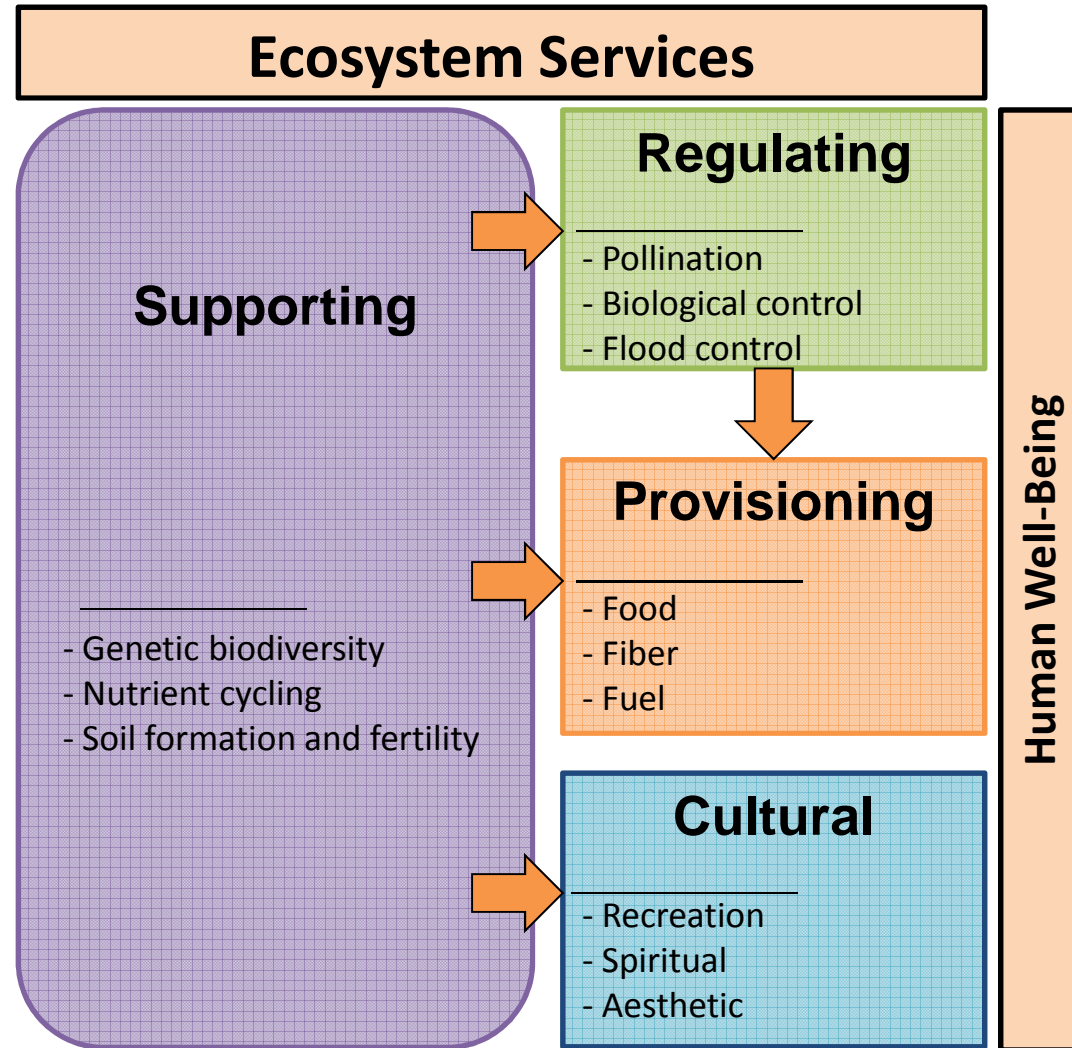 Ecosystem Services
Supporting
- Genetic biodiversity
- Nutrient cycling
- Soil formation and fertility
Regulating
- Pollination
- Biological control
- Flood control
Provisioning
- Food
- Fiber
- Fuel
Cultural
- Recreation
- Spiritual
- Aesthetic
Human Well-Being